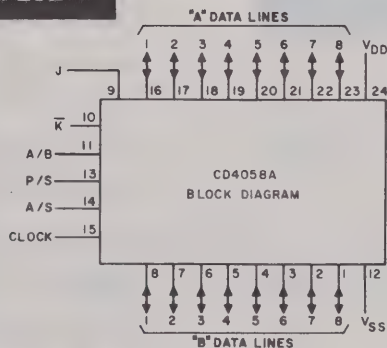 "A" DATA LINES
1 2 3 4 5 6 7 8 VDD
J
9 16 17 18 19 20 21 22 23 24
K̅ 10
A/B 11
P/S 13
A/S 14
CLOCK 15
CD4058A
BLOCK DIAGRAM
8 7 6 5 4 3 2 1 12
1 2 3 4 5 6 7 8 VSS
"B" DATA LINES